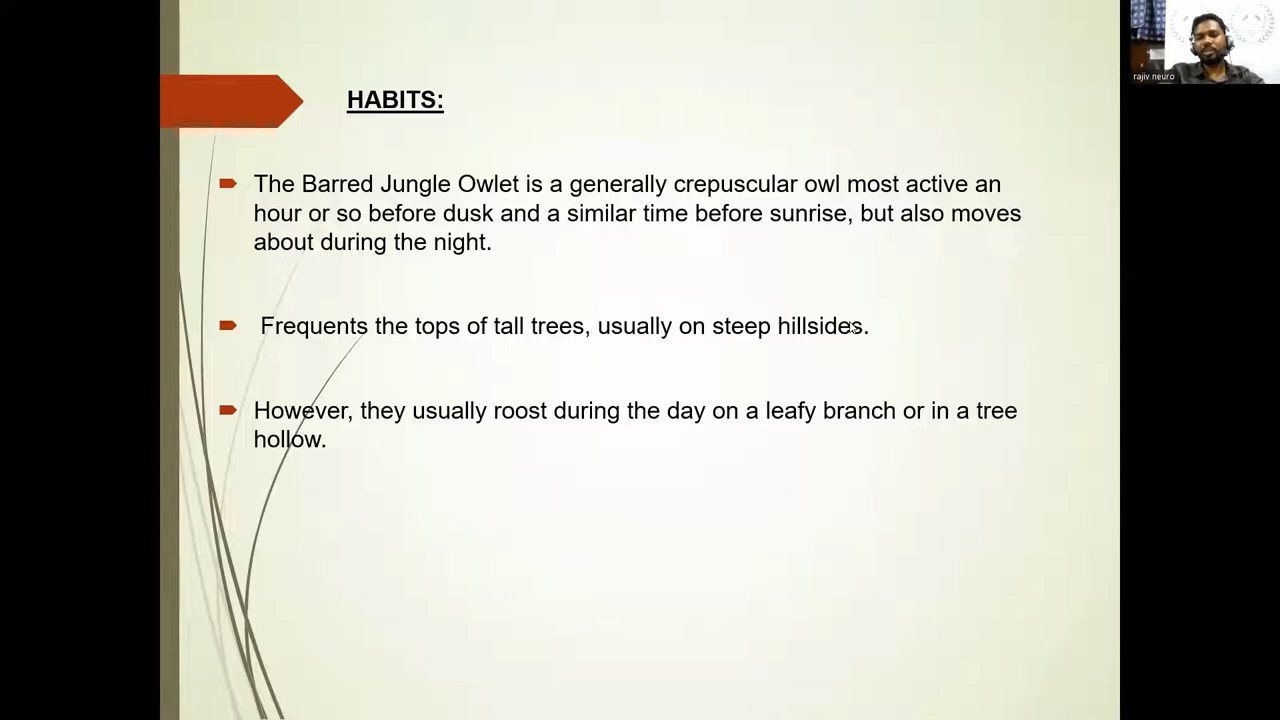 HABITS:
The Barred Jungle Owlet is a generally crepuscular owl most active an
hour or so before dusk and a similar time before sunrise, but also moves
about during the night.
Frequents the tops of tall trees, usually on steep hillsides.
However, they usually roost during the day on a leafy branch or in a tree
hollow.
rajiv neuro